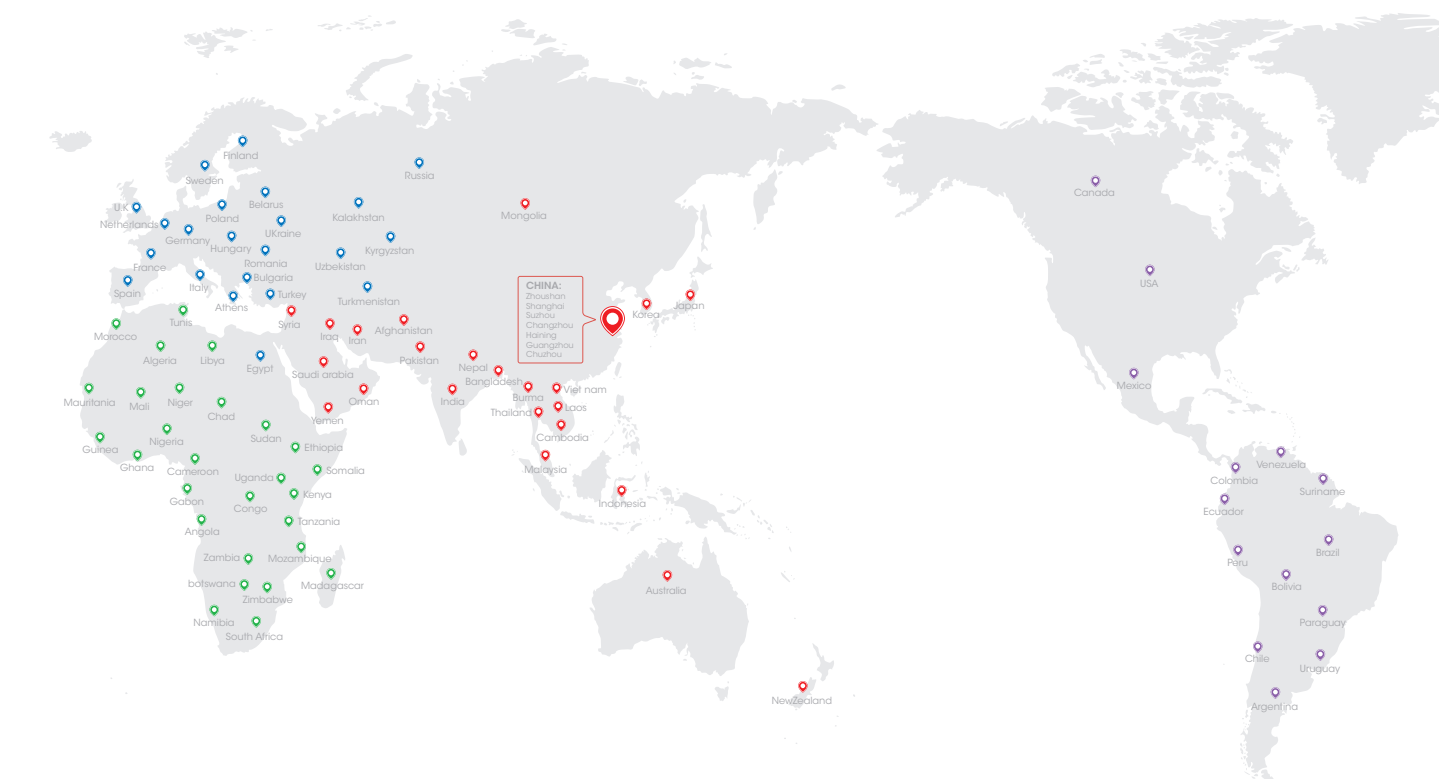 Finland
Sweden
Russia
Canada
Belarus
U.K
Poland
Kalakhstan
Mongolia
Netherlands
UKraine
Germany
Hungary
Kyrgyzstan
France
Romania
Uzbekistan
Bulgaria
USA
Italy
Spain
Turkey
Athens
Turkmenistan
CHINA:
Zhoushan
Shanghai
Suzhou
Changzhou
Haining
Guangzhou
Chuzhou
Japan
Korea
Tunis
Syria
Morocco
Iraq
Iran
Afghanistan
Algeria
Libya
Egypt
Pakistan
Nepal
Saudi arabia
Bangladesh
Mexico
Mauritania
Mali
Niger
Oman
India
Burma
Viet nam
Chad
Laos
Thailand
Yemen
Nigeria
Sudan
Cambodia
Guinea
Ethiopia
Ghana
Cameroon
Somalia
Malaysia
Venezuela
Uganda
Colombia
Suriname
Gabon
Congo
Kenya
Indonesia
Ecuador
Angola
Tanzania
Zambia
Mozambique
Brazil
Peru
botswana
Madagascar
Australia
Bolivia
Zimbabwe
Namibia
South Africa
Paraguay
Chile
Uruguay
NewZealand
Argentina